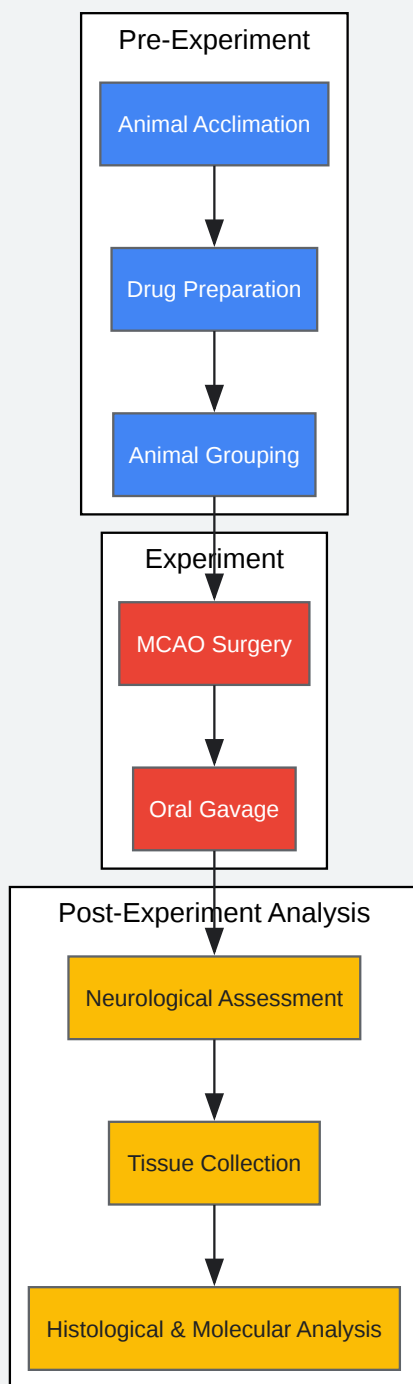 Pre-Experiment
Animal Acclimation
Drug Preparation
Animal Grouping
Experiment
MCAO Surgery
Oral Gavage
Post-Experiment Analysis
Neurological Assessment
Tissue Collection
Histological & Molecular Analysis